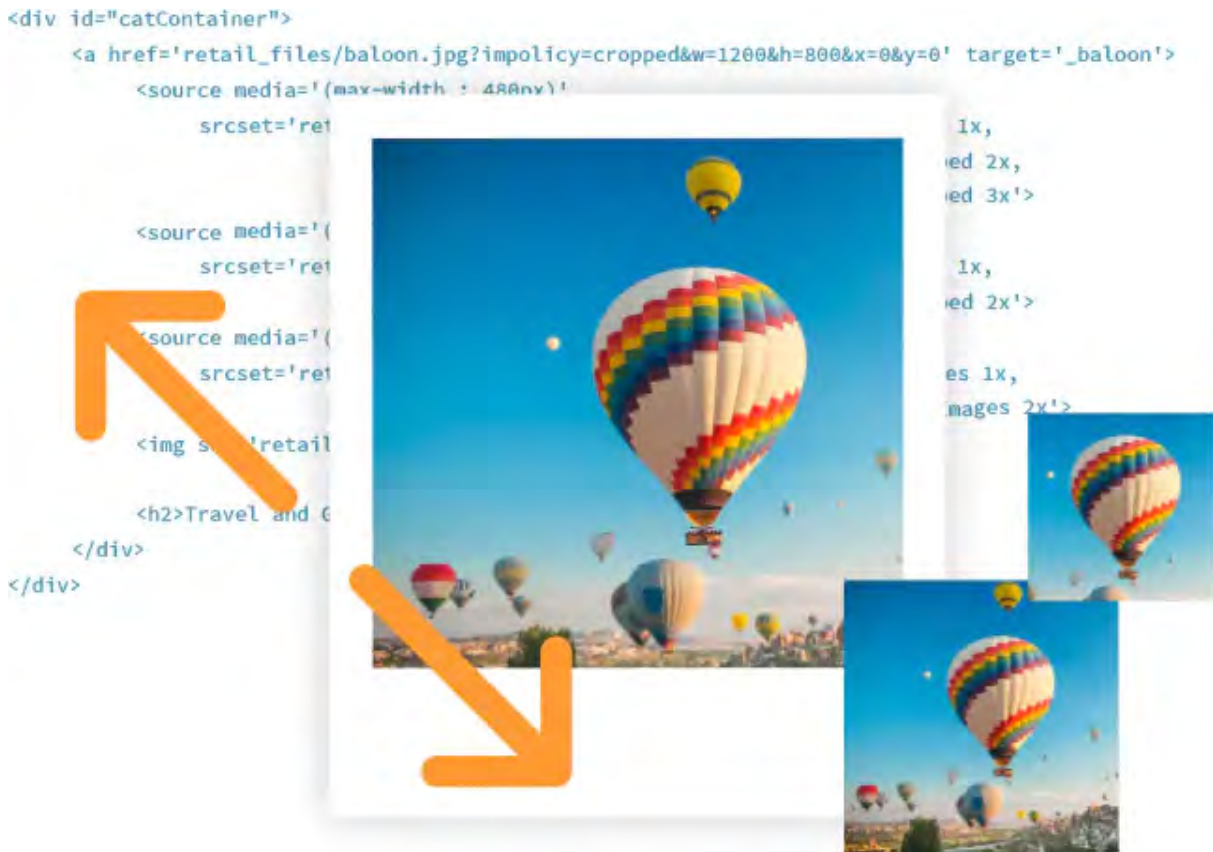 <div id="catContainer">
<a href='retail_files/baloon.jpg?impolicy=cropped&w=1200&h=800&x=0&y=0' target='_baloon'>
<source media='(max-width : 480px)'
srcset='ret 1x,
ed 2x,
ed 3x'>
<source media='(
srcset='ret 1x,
ed 2x'>
<source media='(
srcset='ret es 1x,
mages 2x'>
<img 'retail
<h2>Travel and
</div>
</div>